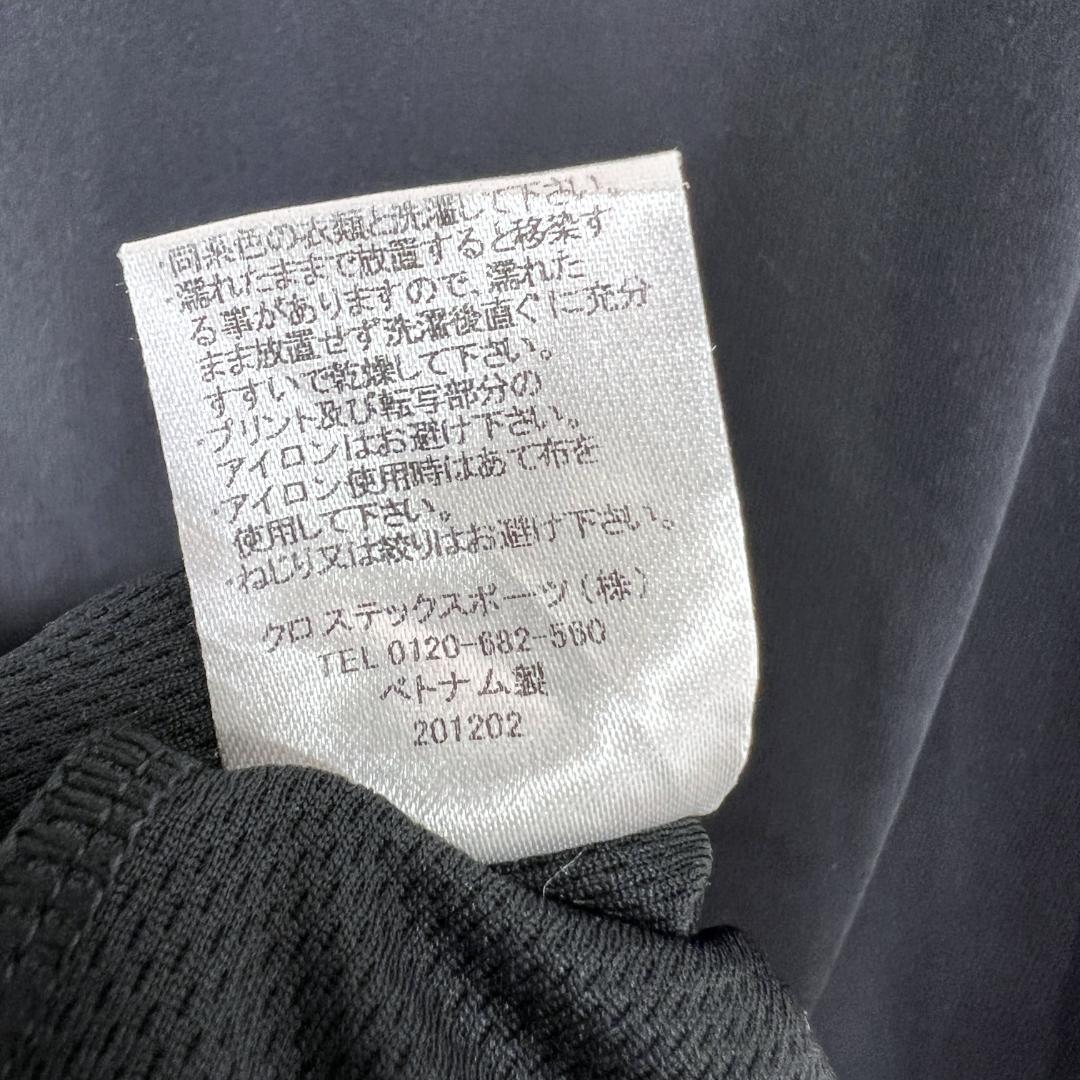 ・同系色の衣類と洗濯して下さい。
・濡れたままで放置すると移染す
る事がありますので、濡れた
まま放置せず洗濯後直ぐに充分
すすいで乾燥して下さい。
・プリント及び転写部分の
アイロンはお避け下さい。
・アイロン使用時はあて布を
使用して下さい。
・ねじり又は絞りはお避け下さい。
クロステックスポーツ(株)
TEL 0120-682-560
ベトナム製
201202